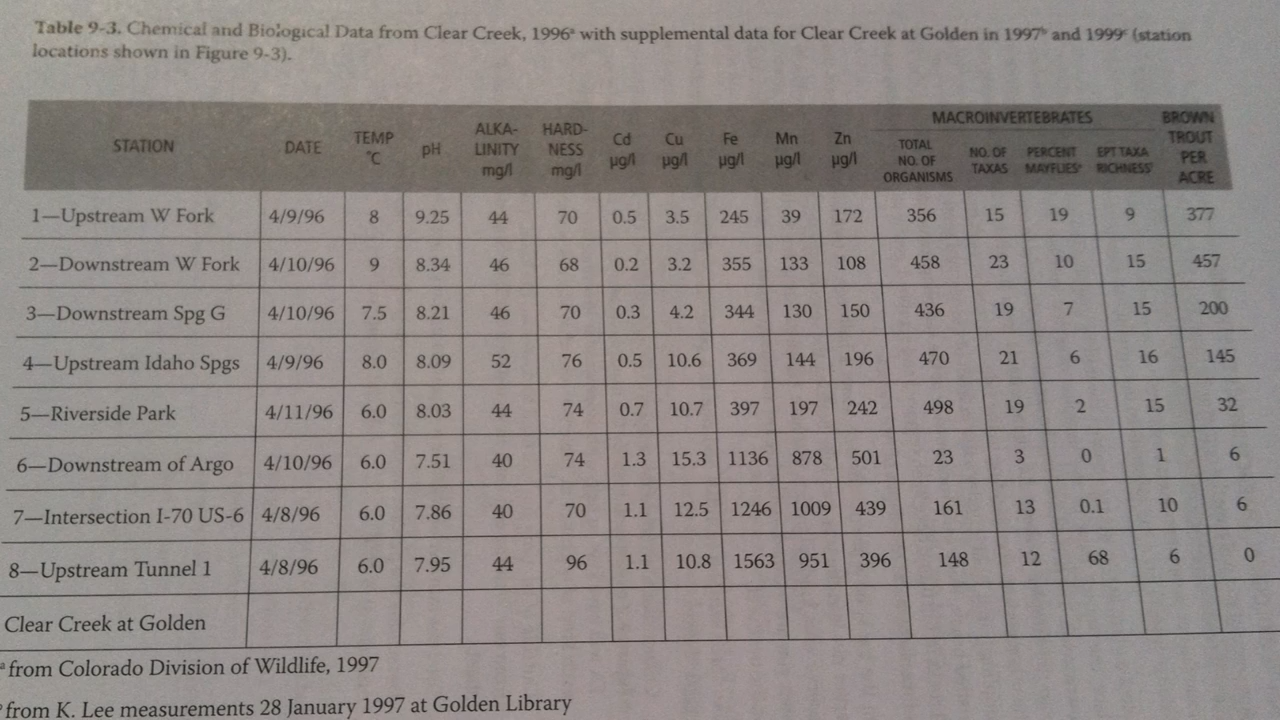 Table 9-3. Chemical and Biological Data from Clear Creek, 1996ᵃ with supplemental data for Clear Creek at Golden in 1997ᵇ and 1999ᶜ (station
locations shown in Figure 9-3).
STATION DATE TEMP °C pH ALKA-LINITY mg/l HARD-NESS mg/l Cd µg/l Cu µg/l Fe µg/l Mn µg/l Zn µg/l MACROINVERTEBRATES TOTAL NO. OF ORGANISMS NO. OF TAXAS PERCENT MAYFLIES EPT TAXA RICHNESS BROWN TROUT PER ACRE
1—Upstream W Fork 4/9/96 8 9.25 44 70 0.5 3.5 245 39 172 356 15 19 9 377
2—Downstream W Fork 4/10/96 9 8.34 46 68 0.2 3.2 355 133 108 458 23 10 15 457
3—Downstream Spg G 4/10/96 7.5 8.21 46 70 0.3 4.2 344 130 150 436 19 7 15 200
4—Upstream Idaho Spgs 4/9/96 8.0 8.09 52 76 0.5 10.6 369 144 196 470 21 6 16 145
5—Riverside Park 4/11/96 6.0 8.03 44 74 0.7 10.7 397 197 242 498 19 2 15 32
6—Downstream of Argo 4/10/96 6.0 7.51 40 74 1.3 15.3 1136 878 501 23 3 0 1 6
7—Intersection I-70 US-6 4/8/96 6.0 7.86 40 70 1.1 12.5 1246 1009 439 161 13 0.1 10 6
8—Upstream Tunnel 1 4/8/96 6.0 7.95 44 96 1.1 10.8 1563 951 396 148 12 68 6 0
Clear Creek at Golden
ᵃ from Colorado Division of Wildlife, 1997
ᵇ from K. Lee measurements 28 January 1997 at Golden Library